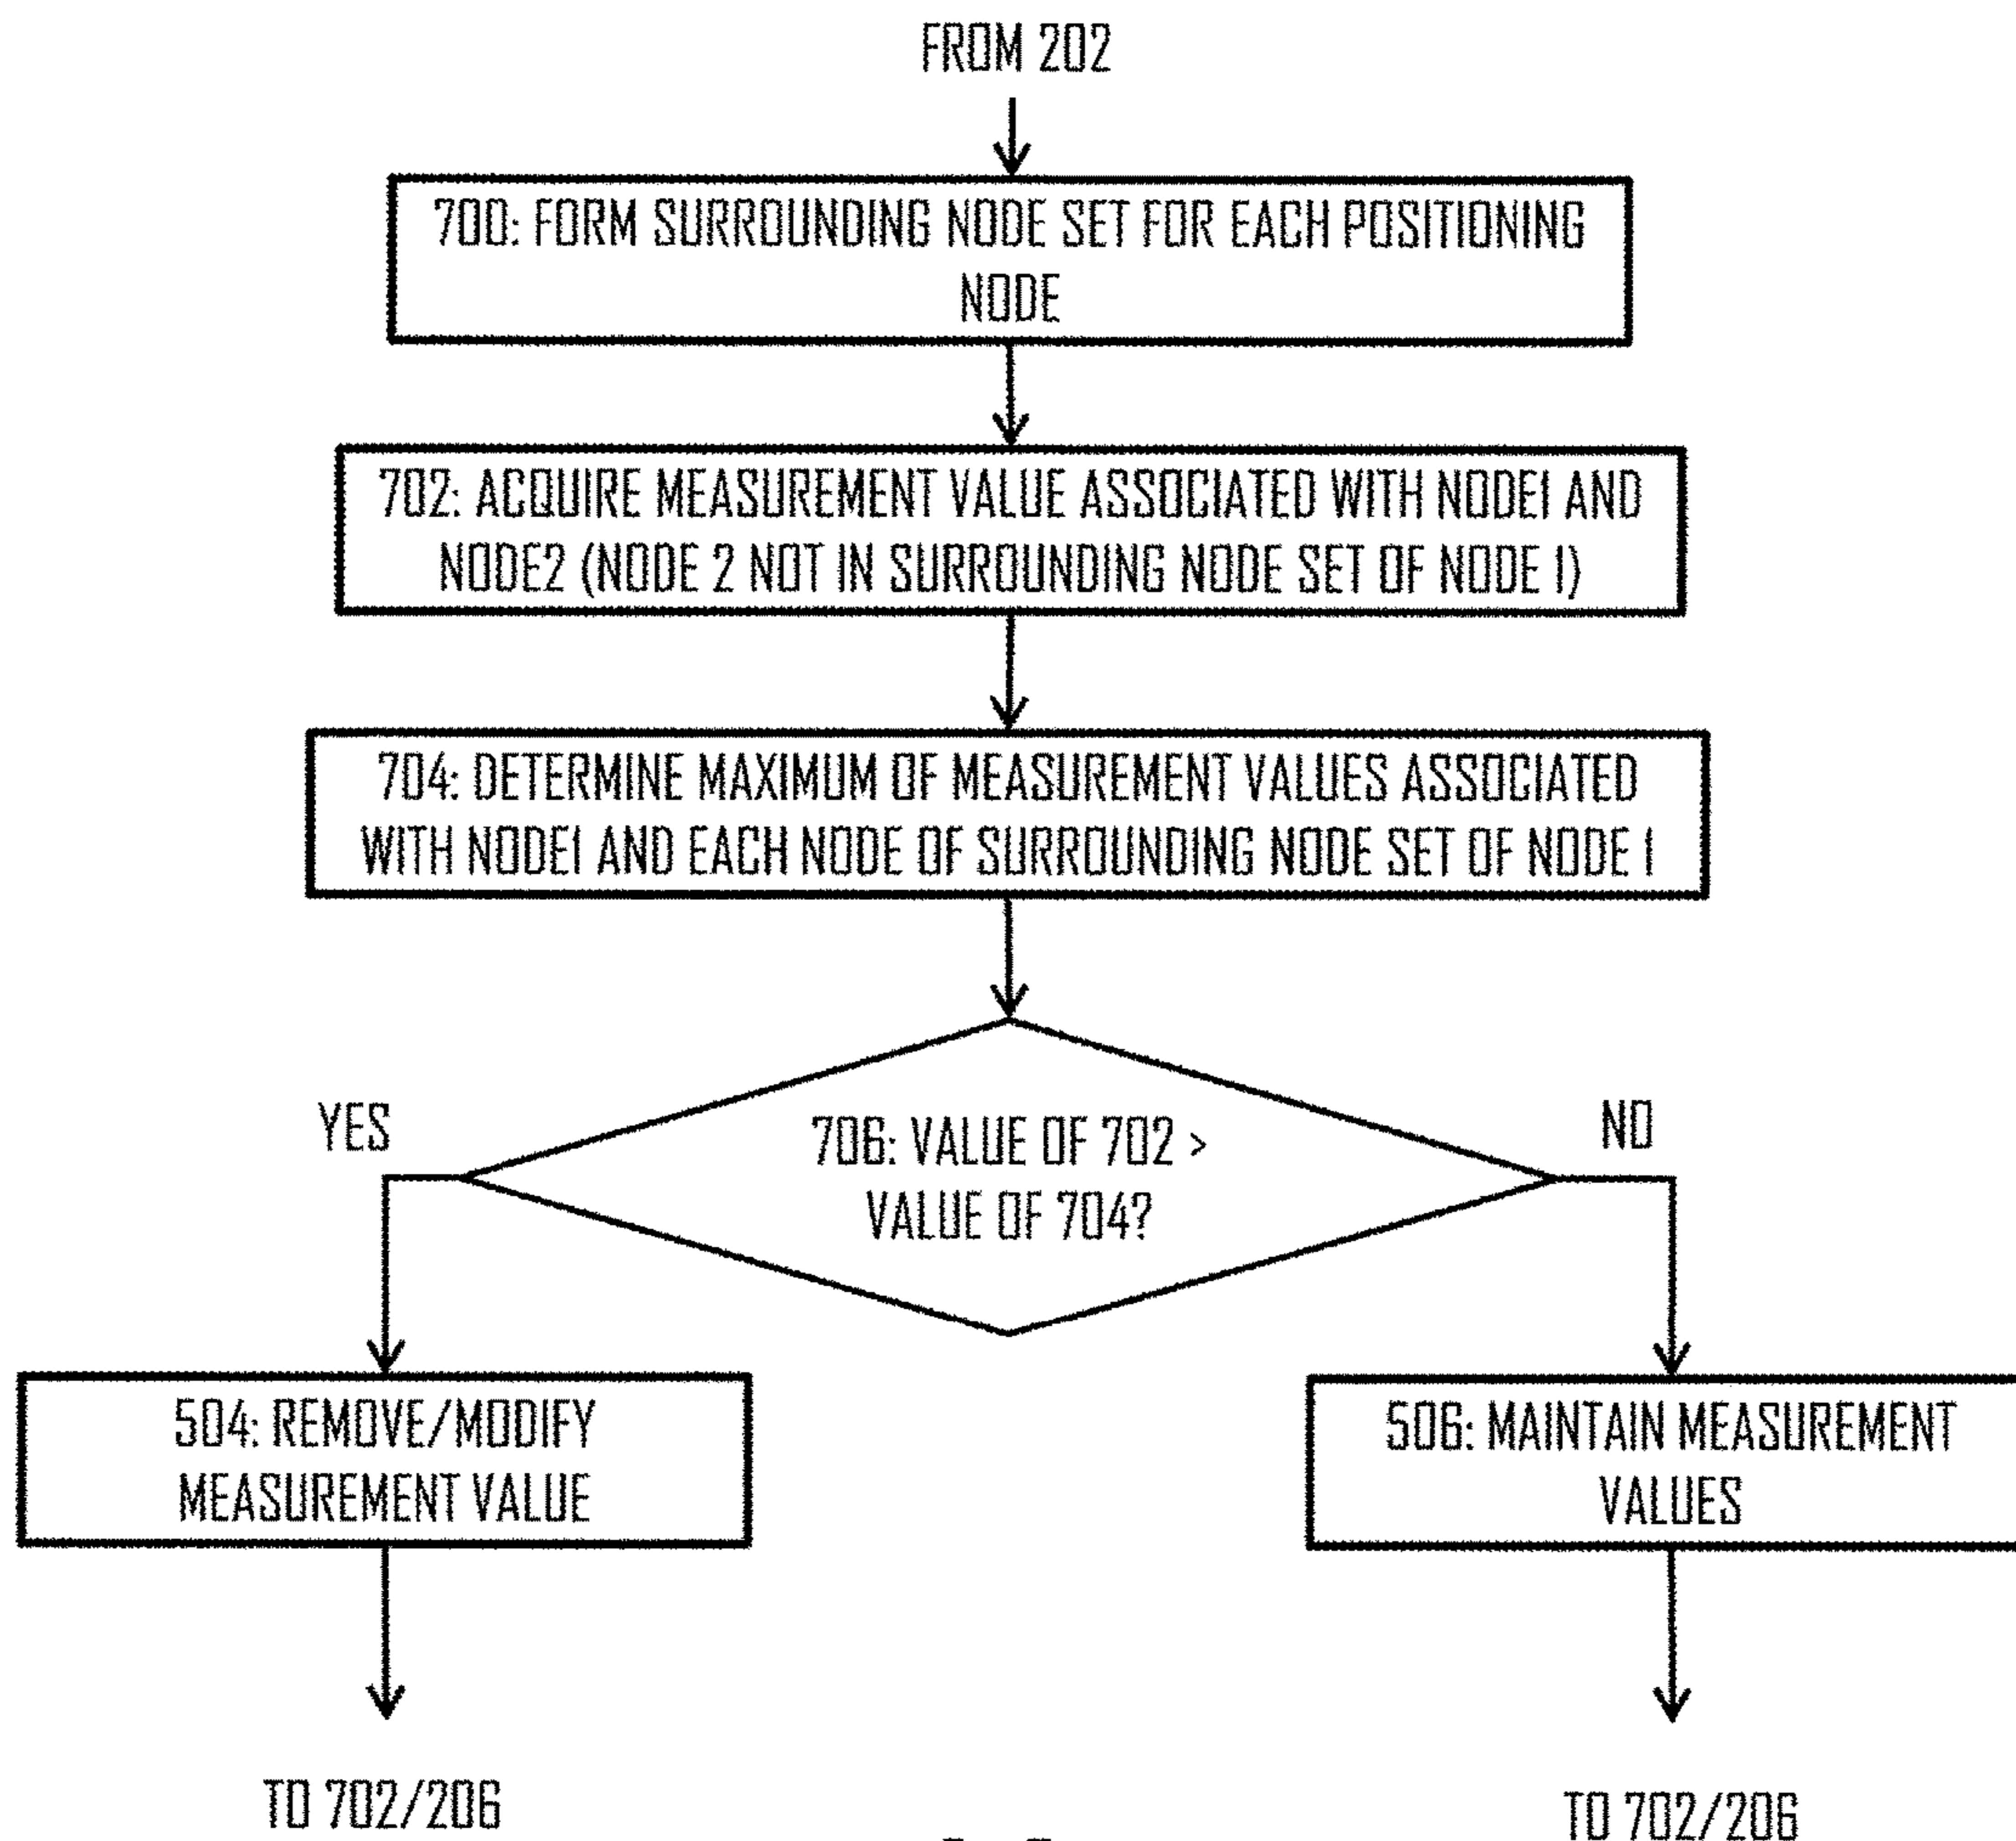 FROM 202
700: FORM SURROUNDING NODE SET FOR EACH POSITIONING
NODE
702: ACQUIRE MEASUREMENT VALUE ASSOCIATED WITH NODE1 AND
NODE2 (NODE 2 NOT IN SURROUNDING NODE SET OF NODE 1)
704: DETERMINE MAXIMUM OF MEASUREMENT VALUES ASSOCIATED
WITH NODE1 AND EACH NODE OF SURROUNDING NODE SET OF NODE 1
YES
706: VALUE OF 702 >
VALUE OF 704?
NO
504: REMOVE/MODIFY
MEASUREMENT VALUE
506: MAINTAIN MEASUREMENT
VALUES
TO 702/206
TO 702/206